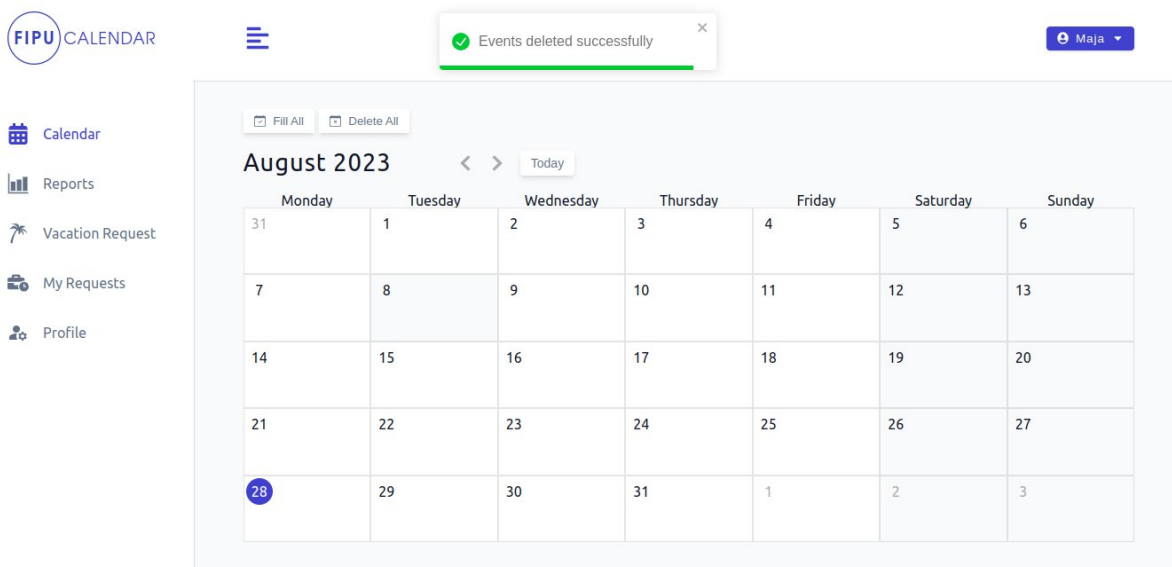 FIPU CALENDAR
Events deleted successfully
Maja
Calendar
Reports
Vacation Request
My Requests
Profile
Fill All Delete All
August 2023 Today
Monday Tuesday Wednesday Thursday Friday Saturday Sunday
31 1 2 3 4 5 6
7 8 9 10 11 12 13
14 15 16 17 18 19 20
21 22 23 24 25 26 27
28 29 30 31 1 2 3